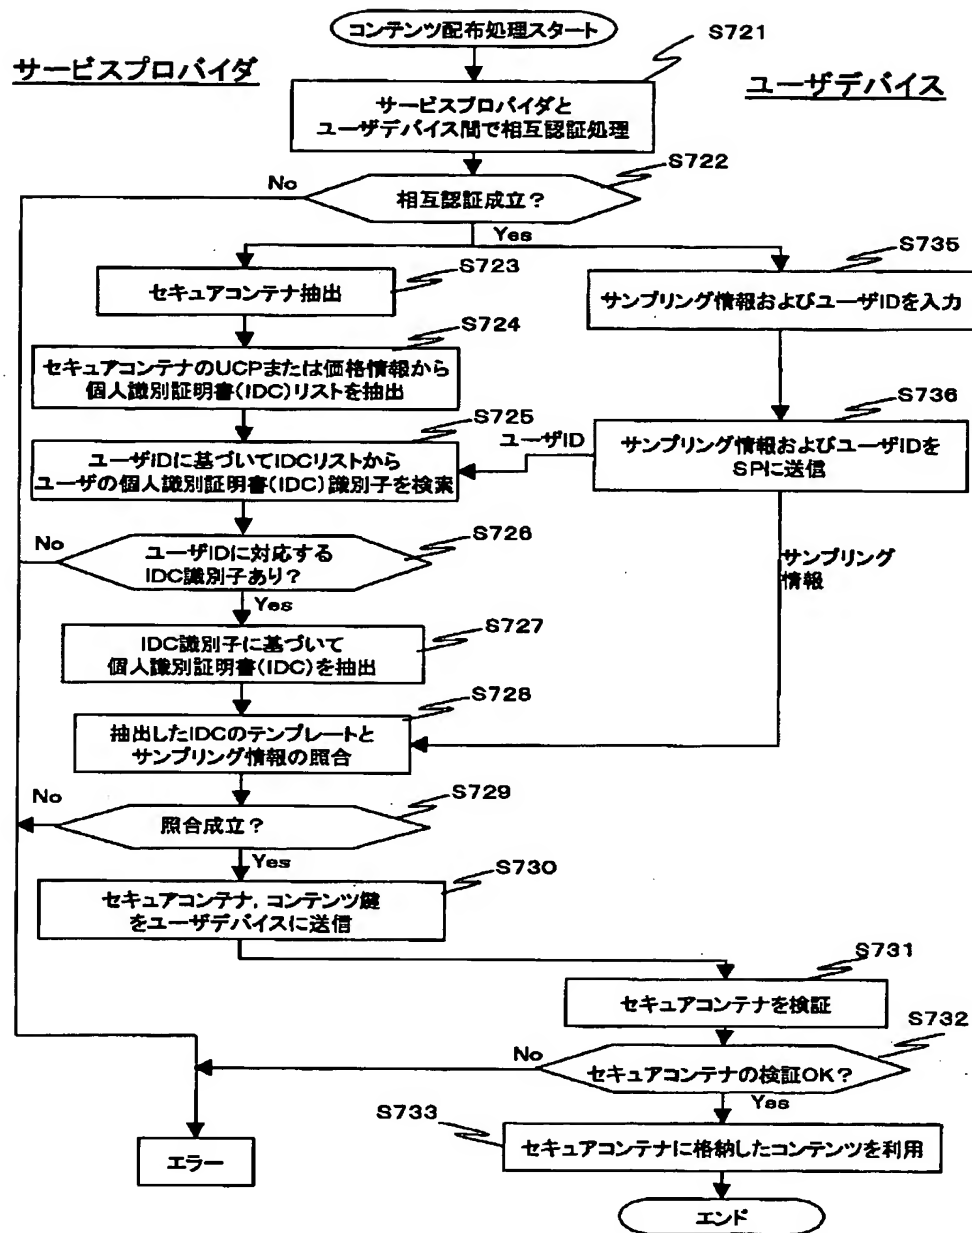 コンテンツ配布処理スタート
S721
サービスプロバイダ
ユーザデバイス
サービスプロバイダと
ユーザデバイス間で相互認証処理
S722
No
相互認証成立？
Yes
S723
S735
セキュアコンテナ抽出
サンプリング情報およびユーザIDを入力
S724
セキュアコンテナのUCPまたは価格情報から
個人識別証明書(IDC)リストを抽出
S725
S736
ユーザID
ユーザIDに基づいてIDCリストから
ユーザの個人識別証明書(IDC)識別子を検索
サンプリング情報およびユーザIDを
SPに送信
S726
No
ユーザIDに対応する
IDC識別子あり？
サンプリング
情報
Yes
S727
IDC識別子に基づいて
個人識別証明書(IDC)を抽出
S728
抽出したIDCのテンプレートと
サンプリング情報の照合
S729
No
照合成立？
Yes
S730
セキュアコンテナ，コンテンツ鍵
をユーザデバイスに送信
S731
セキュアコンテナを検証
S732
No
セキュアコンテナの検証OK？
Yes
S733
セキュアコンテナに格納したコンテンツを利用
エラー
エンド